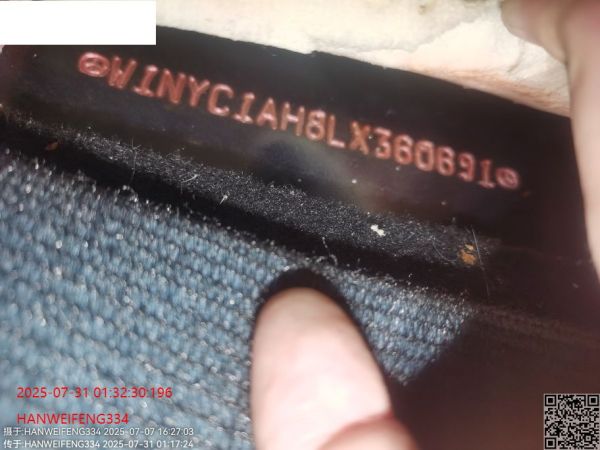 W1NYC1AH8LX360691
2025-07-31 01:32:30:196
HANWEIFENG334
摄于:HANWEIFENG334 2025-07-07 16:27:03
传于:HANWEIFENG334 2025-07-31 01:17:24